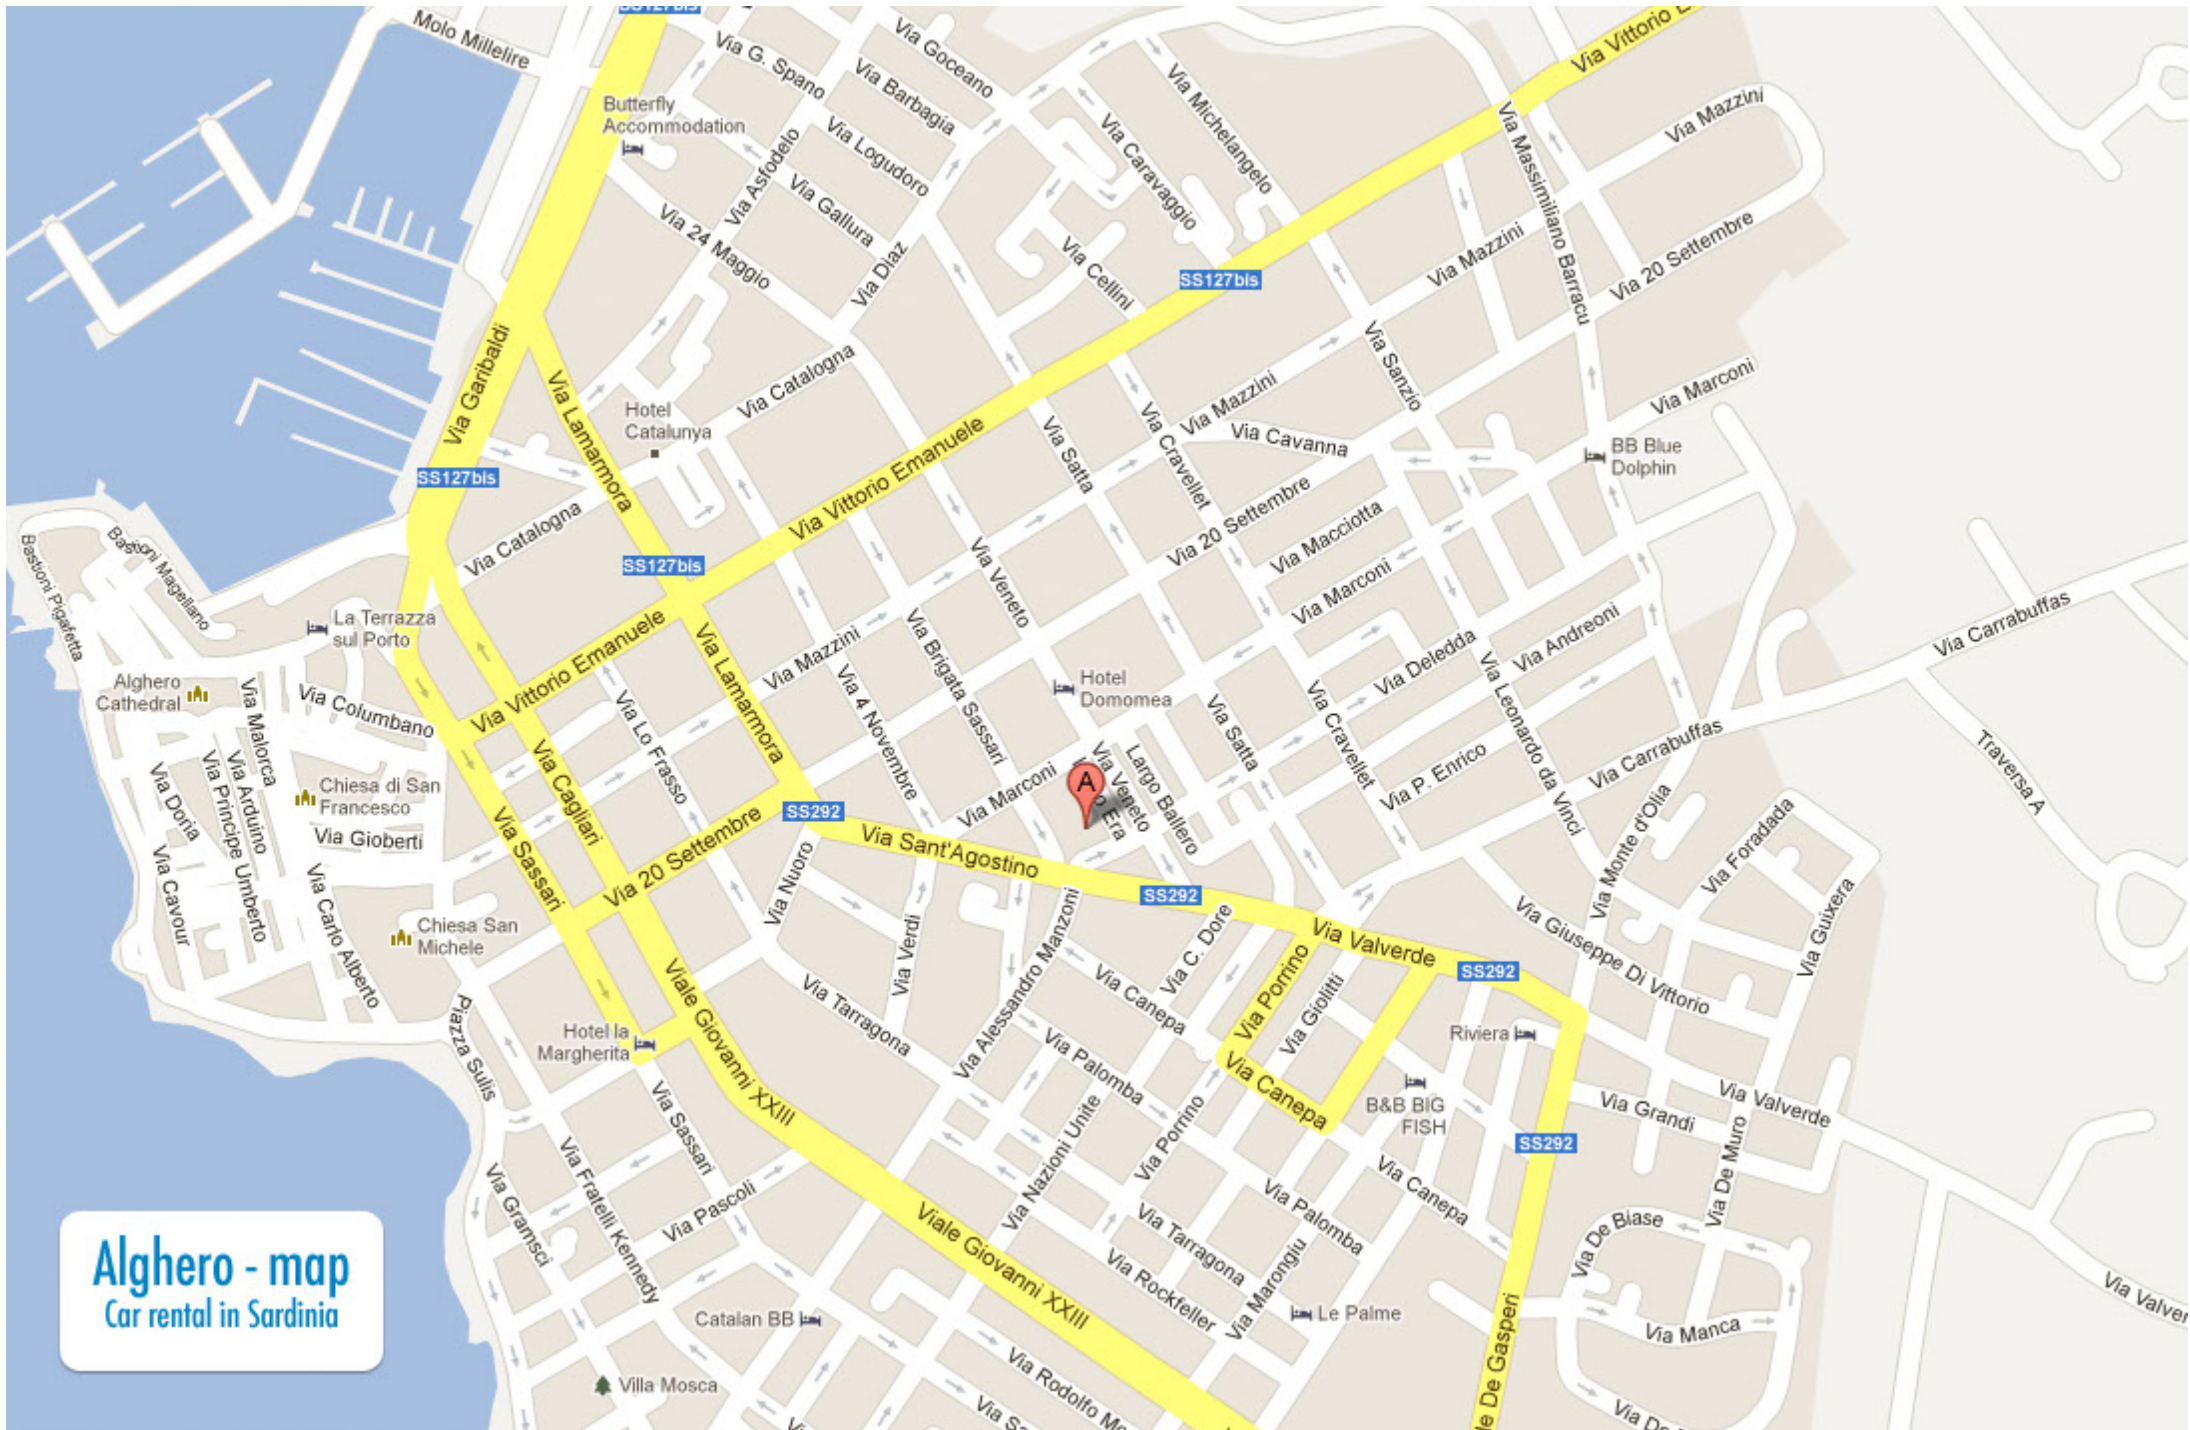 SS127bis
Molo Millelire
Via G. Spano
Via Goceano
Via Barbagia
Via Vittorio E
Via Michelangelo
Via Mazzini
Butterfly
Accommodation
Via Logudoro
Via Asfodelo
Via Caravaggio
Via Massimiliano Barracu
Via Gallura
Via 24 Maggio
Via Diaz
Via Cellini
SS127bis
Via Mazzini
Via 20 Settembre
Via Garibaldi
Via Lamarmora
Via Catalogna
Via Sanzio
Via Mazzini
Via Marconi
Hotel
Catalunya
Via Satta
Via Cravellet
Via Cavanna
BB Blue
Dolphin
SS127bis
Via Vittorio Emanuele
Via Catalogna
Via 20 Settembre
Via Macciotta
SS127bis
Via Veneto
Via Marconi
Bastioni Magellano
Bastioni Pigafetta
La Terrazza
sul Porto
Via Carrabuffas
Via Andreoni
Via Deledda
Via Vittorio Emanuele
Via Lamarmora
Via Mazzini
Via Brigata Sassari
Alghero
Cathedral
Via Columbano
Via Malorca
Via Lo Frasso
Via 4 Novembre
Hotel
Domomea
Via Satta
Via Cravellet
Via Leonardo da Vinci
Via Carrabuffas
Traversa A
Via Cagliari
Via Doria
Via Principe Umberto
Via Arduino
Chiesa di San
Francesco
Via Gioberti
Via Sassari
Via Marconi
A
Via Veneto
Largo Ballero
Via P. Enrico
Via Monte d'Olia
Via Foradada
SS292
Via Sant'Agostino
Via 20 Settembre
Via Nuoro
Via Cavour
Via Carlo Alberto
SS292
Via Guixera
Via Giuseppe Di Vittorio
Chiesa San
Michele
Via Verdi
Via Alessandro Manzoni
Via C. Dore
Via Valverde
SS292
Via Porrino
Via Giolitti
Via Canepa
Viale Giovanni XXIII
Via Tarragona
Piazza Sulis
Hotel la
Margherita
Riviera
Via Palomba
Via Canepa
B&B BIG
FISH
Via Grandi
Via Valverde
SS292
Via Sassari
Via Nazioni Unite
Via Porrino
Via De Muro
Via Canepa
Via Fratelli Kennedy
Via Gramsci
Via Pascoli
Via Palomba
Via Tarragona
Via De Biase
Viale Giovanni XXIII
Via Rockfeller
Via Marongiu
Via Valver
Alghero - map
Car rental in Sardinia
Catalan BB
Le Palme
Via Manca
le De Gasperi
Villa Mosca
Via Rodolfo Mo